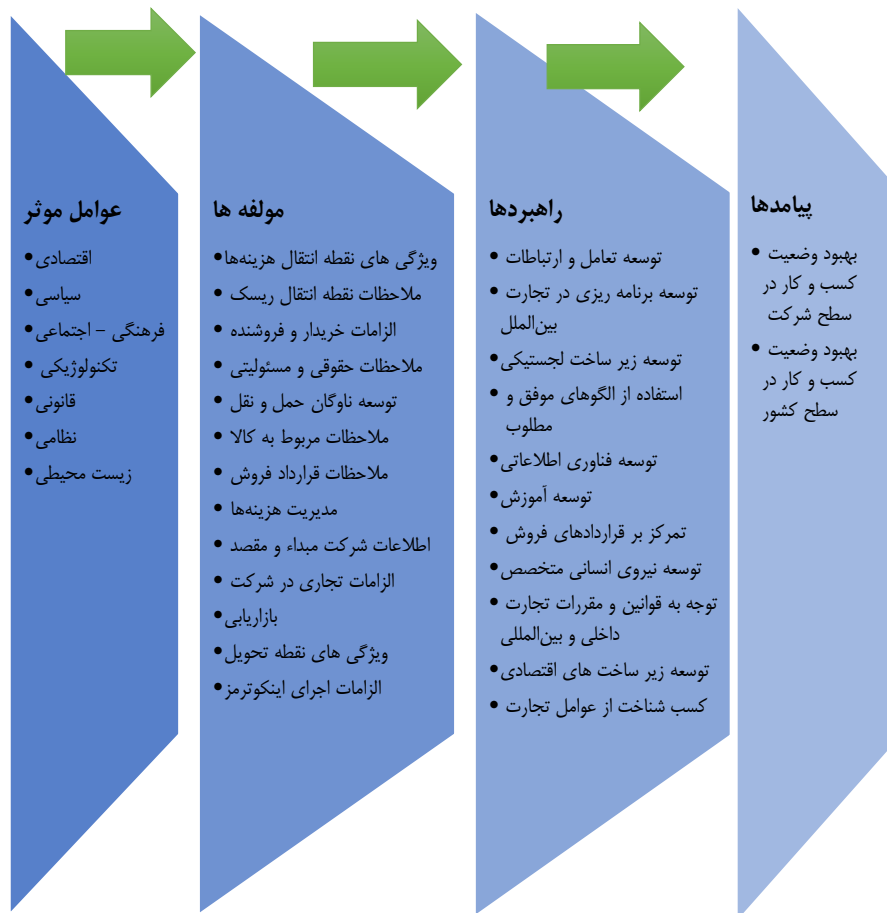 عوامل موثر
• اقتصادی
• سیاسی
• فرهنگی – اجتماعی
• تکنولوژیکی
• قانونی
• نظامی
• زیست محیطی
مولفه ها
• ویژگی های نقطه انتقال هزینه‌ها
• ملاحظات نقطه انتقال ریسک
• الزامات خریدار و فروشنده
• ملاحظات حقوقی و مسئولیتی
• توسعه ناوگان حمل و نقل
• ملاحظات مربوط به کالا
• ملاحظات قرارداد فروش
• مدیریت هزینه‌ها
• اطلاعات شرکت مبداء و مقصد
• الزامات تجاری در شرکت
• بازاریابی
• ویژگی های نقطه تحویل
• الزامات اجرای اینکوترمز
راهبردها
• توسعه تعامل و ارتباطات
• توسعه برنامه ریزی در تجارت
بین‌الملل
• توسعه زیر ساخت لجستیکی
• استفاده از الگوهای موفق و
مطلوب
• توسعه فناوری اطلاعاتی
• توسعه آموزش
• تمرکز بر قراردادهای فروش
• توسعه نیروی انسانی متخصص
• توجه به قوانین و مقررات تجارت
داخلی و بین‌المللی
• توسعه زیر ساخت های اقتصادی
• کسب شناخت از عوامل تجارت
پیامدها
• بهبود وضعیت
کسب و کار در
سطح شرکت
• بهبود وضعیت
کسب و کار در
سطح کشور